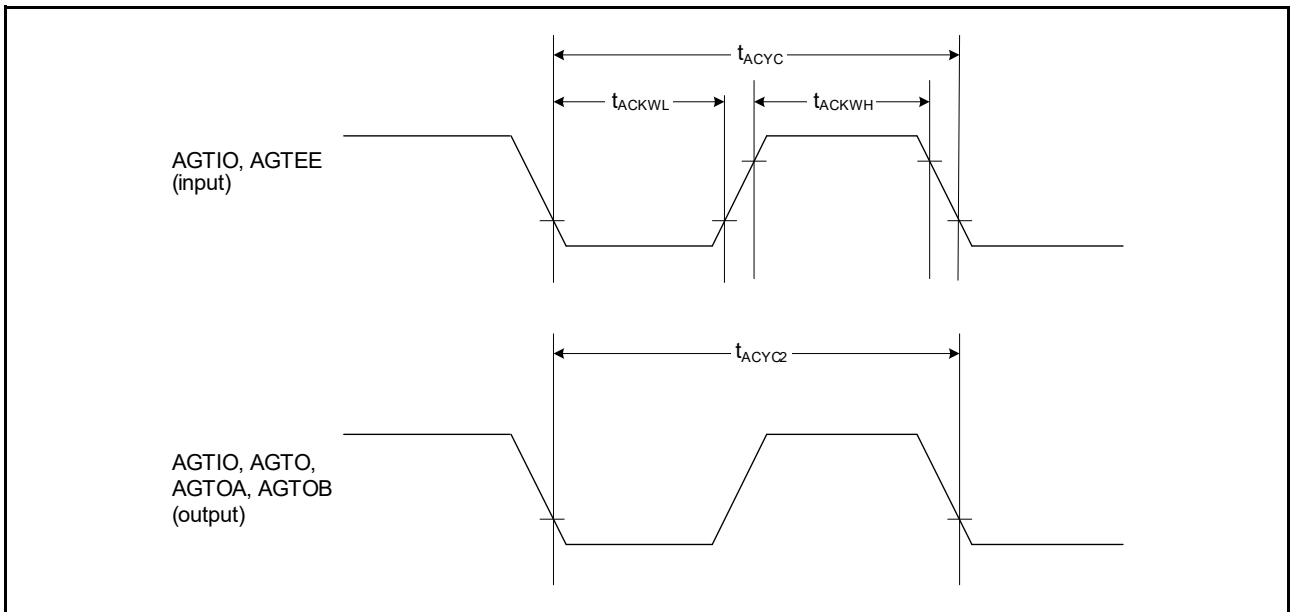 tACYC
tACKWL
tACKWH
AGTIO, AGTEE
(input)
tACYC2
AGTIO, AGTO,
AGTOA, AGTOB
(output)